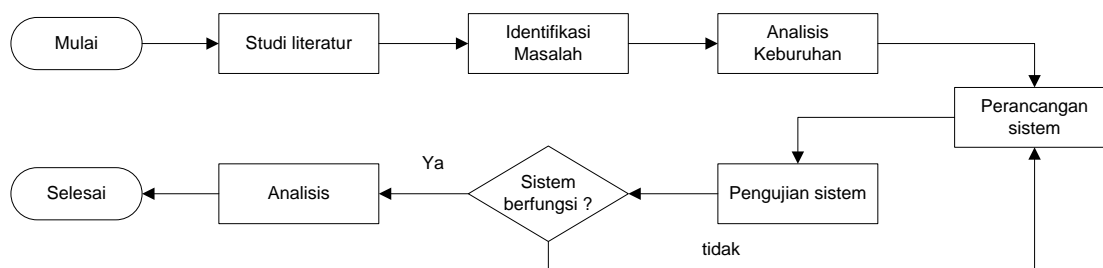 Mulai
Studi literatur
Identifikasi
Masalah
Analisis
Keburuhan
Perancangan
sistem
Pengujian sistem
Sistem
berfungsi ?
Ya
tidak
Analisis
Selesai